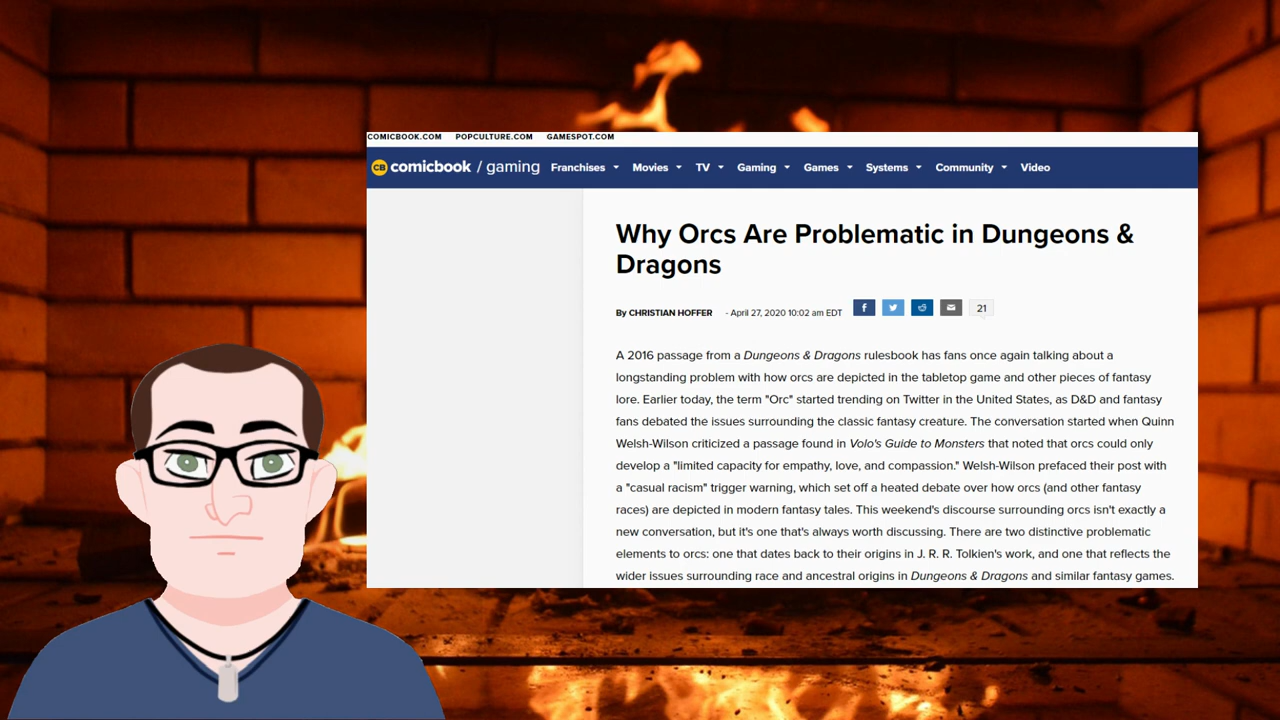 COMICBOOK.COM POPCULTURE.COM GAMESPOT.COM
CB comicbook / gaming Franchises Movies TV Gaming Games Systems Community Video
Why Orcs Are Problematic in Dungeons &
Dragons
By CHRISTIAN HOFFER - April 27, 2020 10:02 am EDT f 21
A 2016 passage from a Dungeons & Dragons rulesbook has fans once again talking about a
longstanding problem with how orcs are depicted in the tabletop game and other pieces of fantasy
lore. Earlier today, the term "Orc" started trending on Twitter in the United States, as D&D and fantasy
fans debated the issues surrounding the classic fantasy creature. The conversation started when Quinn
Welsh-Wilson criticized a passage found in Volo's Guide to Monsters that noted that orcs could only
develop a "limited capacity for empathy, love, and compassion." Welsh-Wilson prefaced their post with
a "casual racism" trigger warning, which set off a heated debate over how orcs (and other fantasy
races) are depicted in modern fantasy tales. This weekend's discourse surrounding orcs isn't exactly a
new conversation, but it's one that's always worth discussing. There are two distinctive problematic
elements to orcs: one that dates back to their origins in J. R. R. Tolkien's work, and one that reflects the
wider issues surrounding race and ancestral origins in Dungeons & Dragons and similar fantasy games.